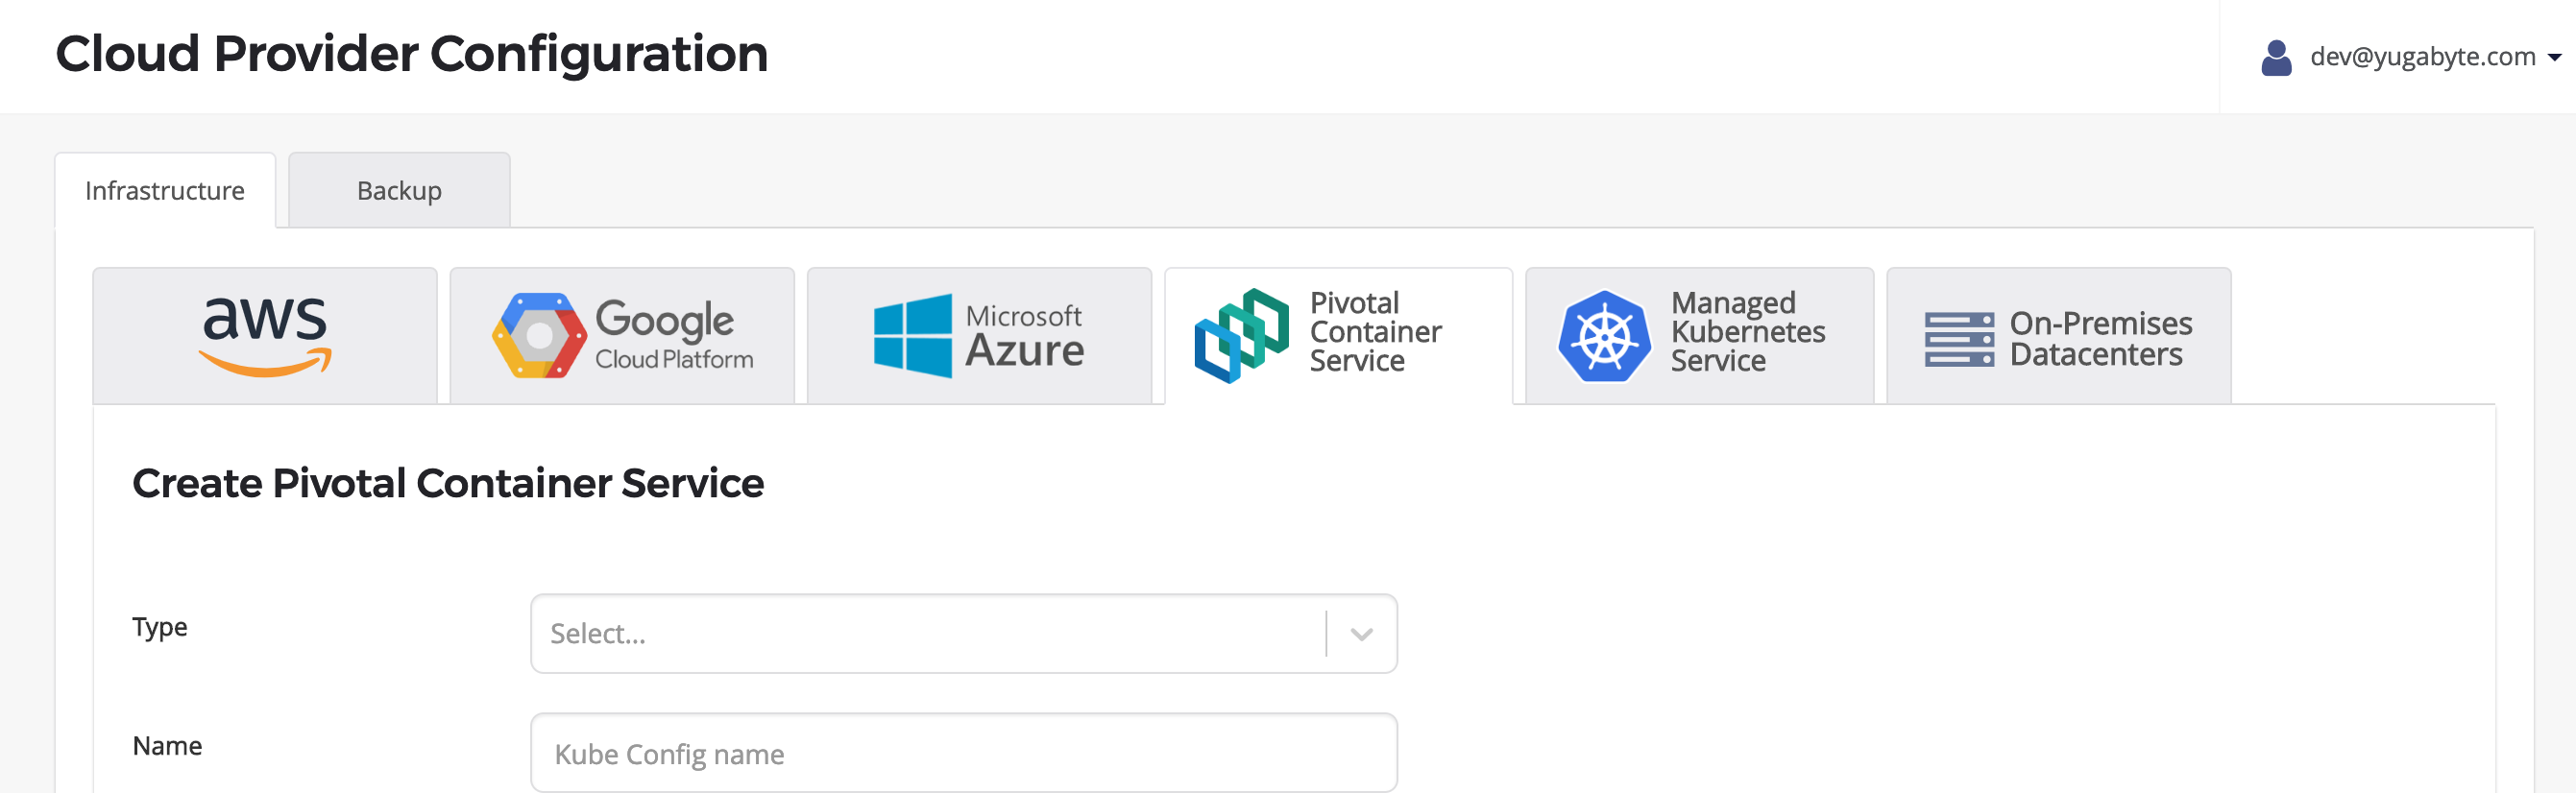 Cloud Provider Configuration
dev@yugabyte.com
Infrastructure
Backup
aws
Google
Cloud Platform
Microsoft
Azure
Pivotal
Container
Service
Managed
Kubernetes
Service
On-Premises
Datacenters
Create Pivotal Container Service
Type
Select...
Name
Kube Config name